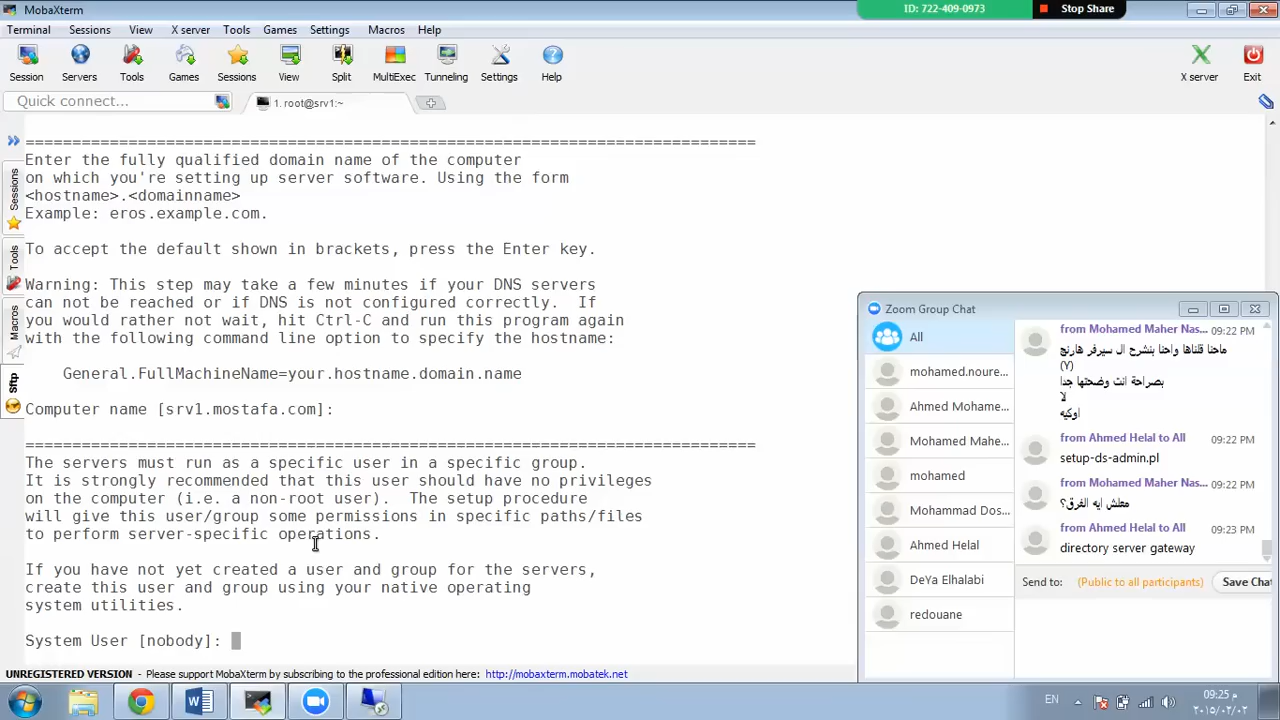 MobaXterm
ID: 722-409-0973
Stop Share
Terminal Sessions View X server Tools Games Settings Macros Help
Session Servers Tools Games Sessions View Split MultiExec Tunneling Settings Help X server Exit
Quick connect...
1. root@srv1:~
Sessions
Tools
Macros
Sftp
==============================================================================
Enter the fully qualified domain name of the computer
on which you're setting up server software. Using the form
<hostname>.<domainname>
Example: eros.example.com.
To accept the default shown in brackets, press the Enter key.
Warning: This step may take a few minutes if your DNS servers
can not be reached or if DNS is not configured correctly.  If
you would rather not wait, hit Ctrl-C and run this program again
with the following command line option to specify the hostname:
General.FullMachineName=your.hostname.domain.name
Computer name [srv1.mostafa.com]:
==============================================================================
The servers must run as a specific user in a specific group.
It is strongly recommended that this user should have no privileges
on the computer (i.e. a non-root user).  The setup procedure
will give this user/group some permissions in specific paths/files
to perform server-specific operations.
If you have not yet created a user and group for the servers,
create this user and group using your native operating
system utilities.
System User [nobody]:
Zoom Group Chat
All
mohamed.noure...
Ahmed Mohame...
Mohamed Mahe...
mohamed
Mohammad Dos...
Ahmed Helal
DeYa Elhalabi
redouane
from Mohamed Maher Nas... 09:22 PM
ماحنا قلناها واحنا بنشرح ال سيرفر هارنج
(٧)
بصراحة انت وضحتها جدا
لا
اوكيه
from Ahmed Helal to All 09:22 PM
setup-ds-admin.pl
from Mohamed Maher Nas... 09:22 PM
معلش ايه الفرق؟
from Ahmed Helal to All 09:23 PM
directory server gateway
Send to: (Public to all participants) Save Chat
UNREGISTERED VERSION - Please support MobaXterm by subscribing to the professional edition here: http://mobaxterm.mobatek.net
EN
09:25 م
٢٠١٥/٠٢/٠٢